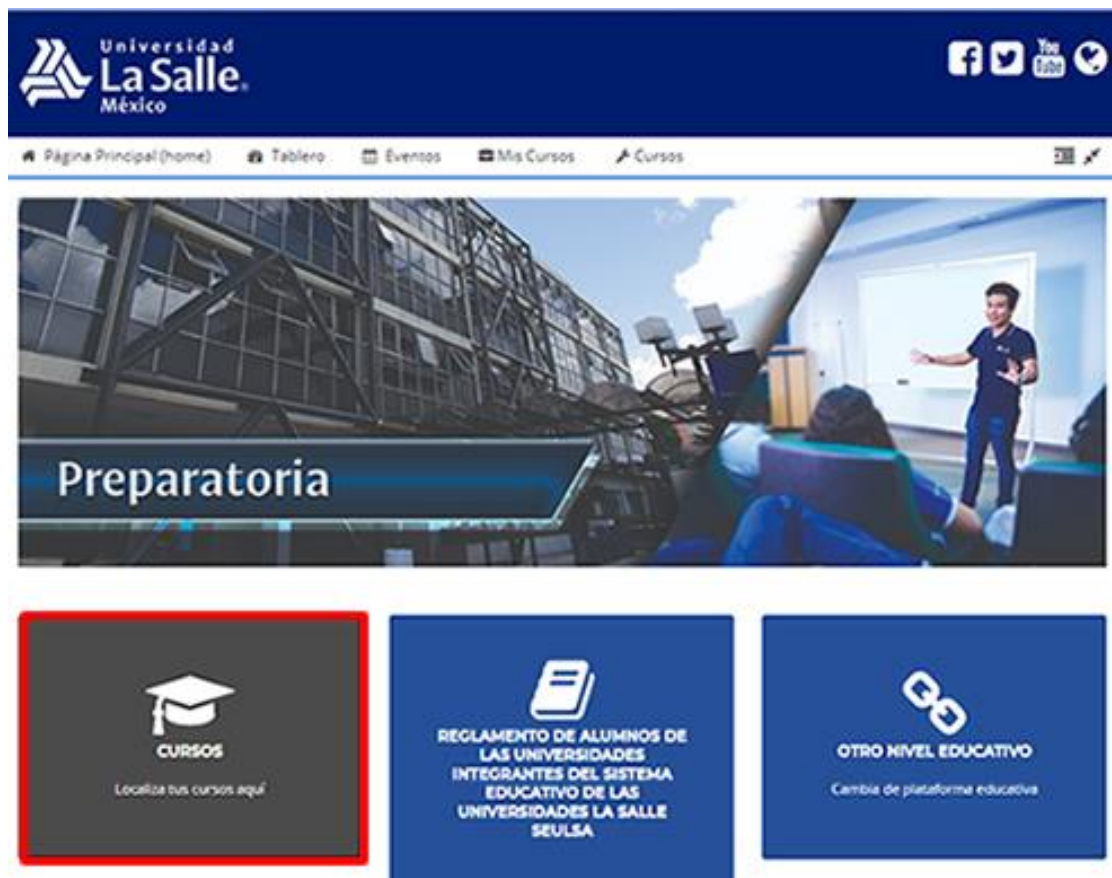 Universidad
La Salle®
México
You
Tube
Página Principal (home) Tablero Eventos Mis Cursos Cursos
Preparatoria
CURSOS
Localiza tus cursos aquí
REGLAMENTO DE ALUMNOS DE
LAS UNIVERSIDADES
INTEGRANTES DEL SISTEMA
EDUCATIVO DE LAS
UNIVERSIDADES LA SALLE
SEULSA
OTRO NIVEL EDUCATIVO
Cambia de plataforma educativa